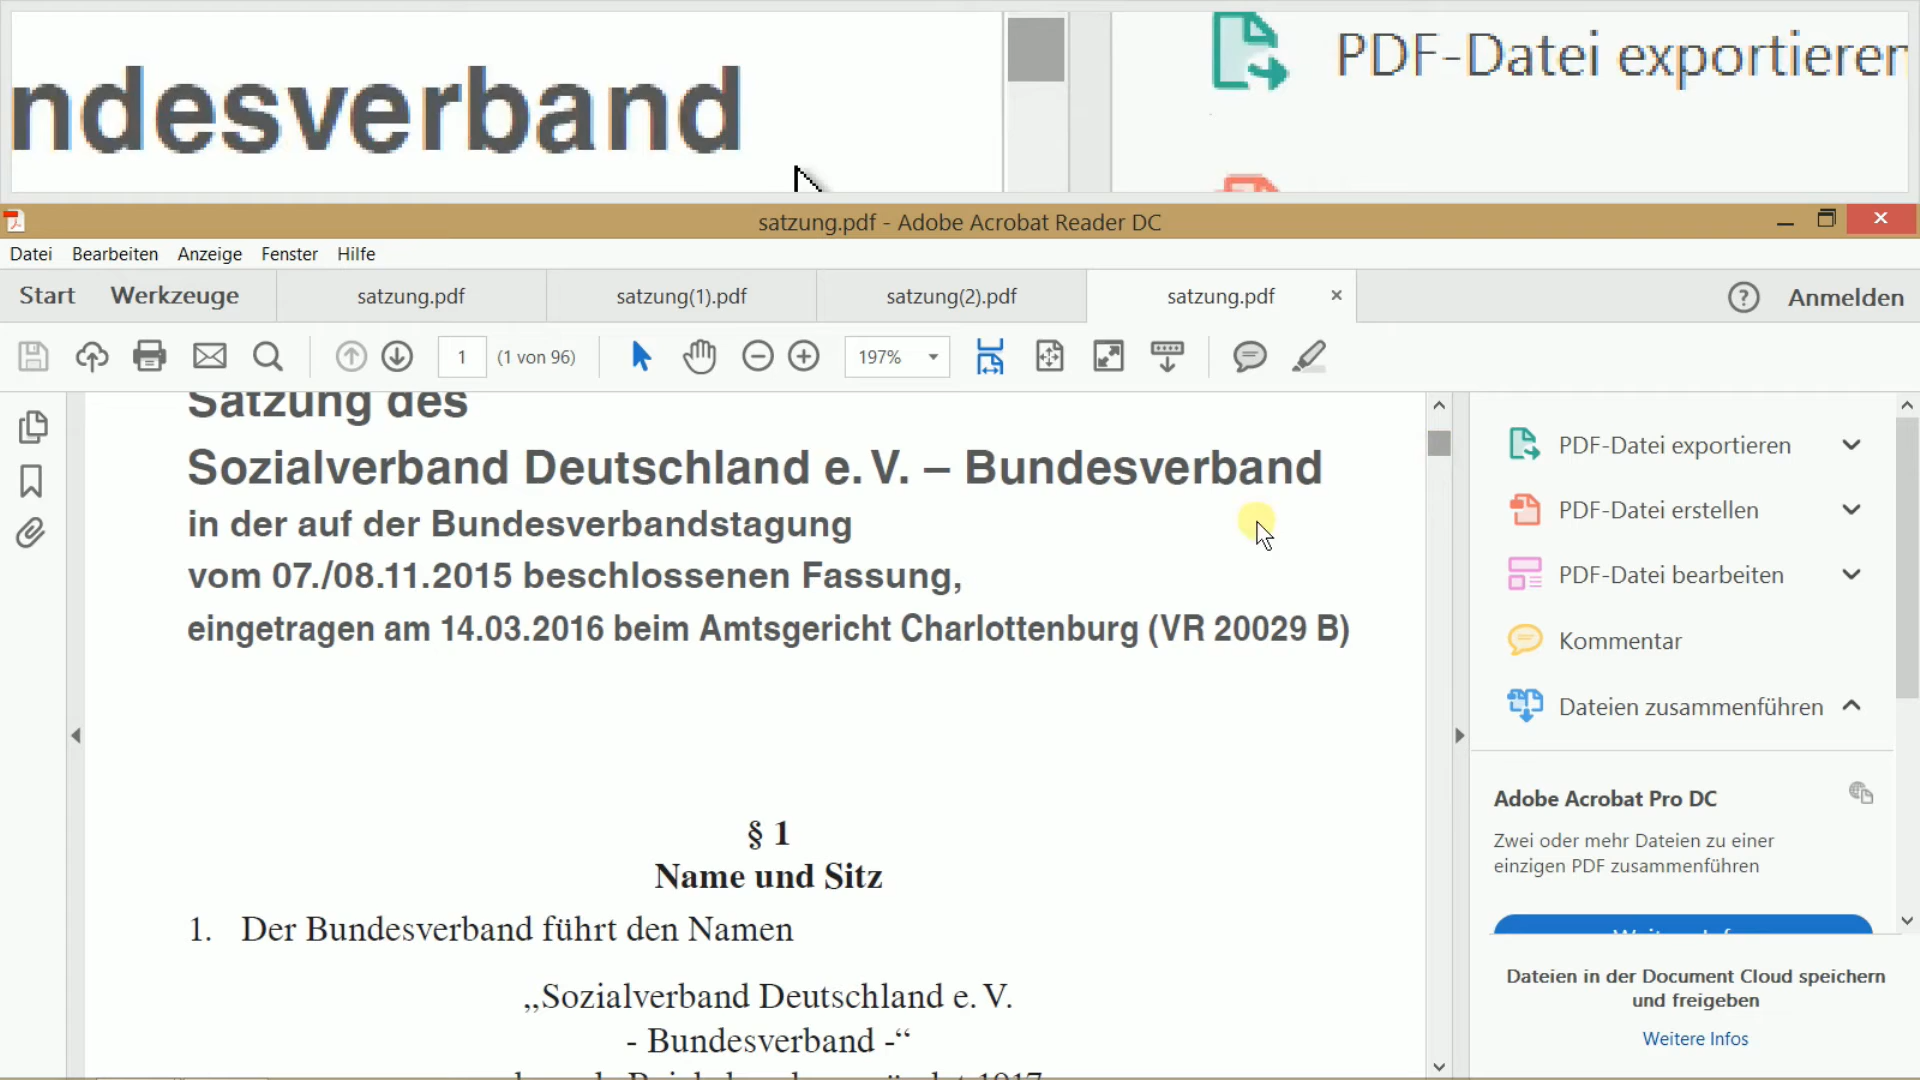 ndesverband
PDF-Datei exportieren
satzung.pdf - Adobe Acrobat Reader DC
Datei Bearbeiten Anzeige Fenster Hilfe
Start Werkzeuge satzung.pdf satzung(1).pdf satzung(2).pdf satzung.pdf × ? Anmelden
1 (1 von 96) 197%
Satzung des
Sozialverband Deutschland e. V. – Bundesverband
in der auf der Bundesverbandstagung
vom 07./08.11.2015 beschlossenen Fassung,
eingetragen am 14.03.2016 beim Amtsgericht Charlottenburg (VR 20029 B)
§ 1
Name und Sitz
1. Der Bundesverband führt den Namen
„Sozialverband Deutschland e. V.
- Bundesverband -“
PDF-Datei exportieren
PDF-Datei erstellen
PDF-Datei bearbeiten
Kommentar
Dateien zusammenführen
Adobe Acrobat Pro DC
Zwei oder mehr Dateien zu einer
einzigen PDF zusammenführen
Dateien in der Document Cloud speichern
und freigeben
Weitere Infos